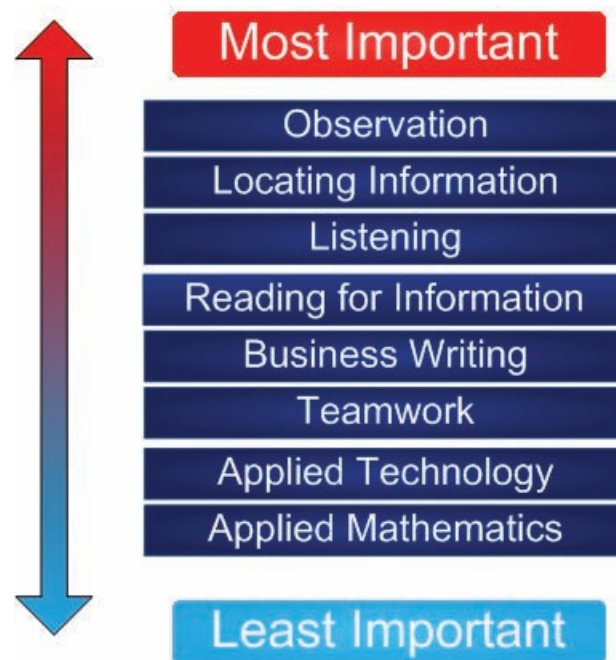 Most Important
Observation
Locating Information
Listening
Reading for Information
Business Writing
Teamwork
Applied Technology
Applied Mathematics
Least Important